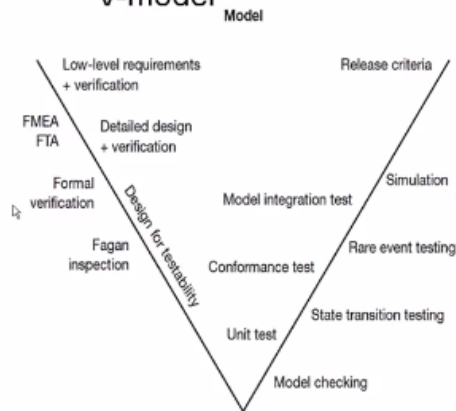 v-model
Model
Low-level requirements
+ verification
Release criteria
FMEA
FTA
Detailed design
+ verification
Formal
verification
Design for testability
Simulation
Model integration test
Fagan
inspection
Rare event testing
Conformance test
State transition testing
Unit test
Model checking